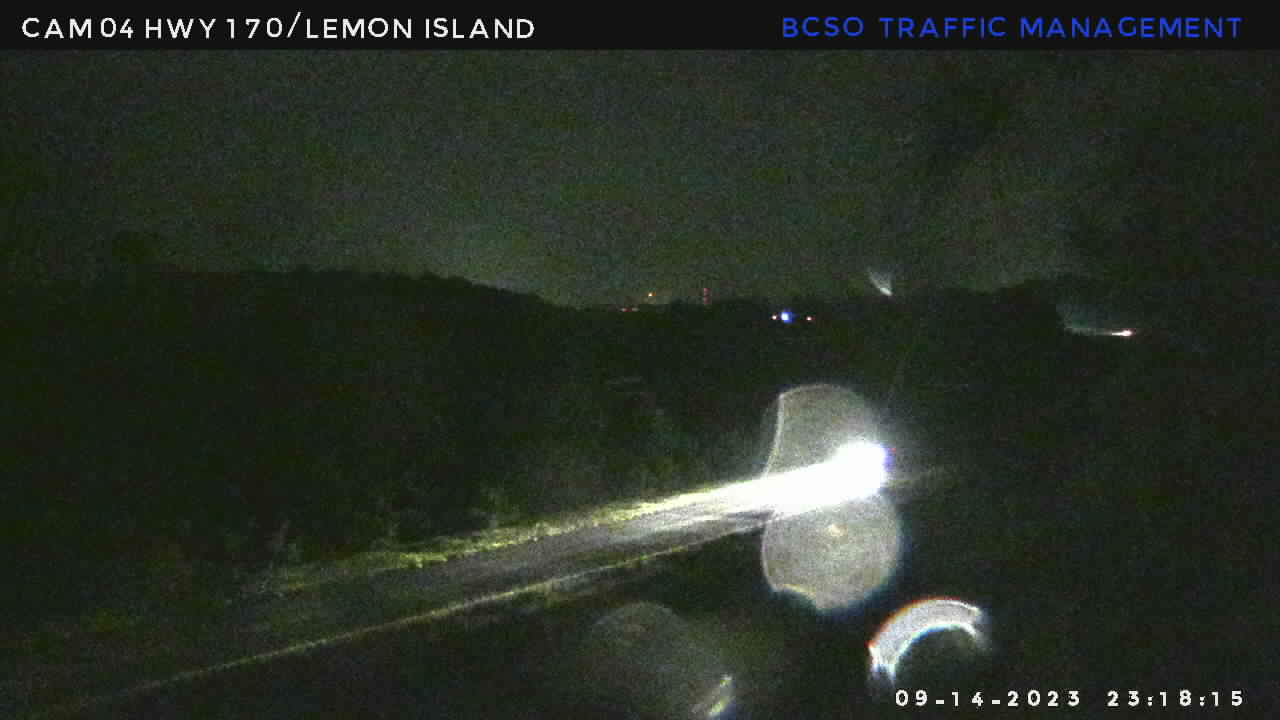 CAM04 HWY 170/LEMON ISLAND
BCSO TRAFFIC MANAGEMENT
09-14-2023 23:18:15